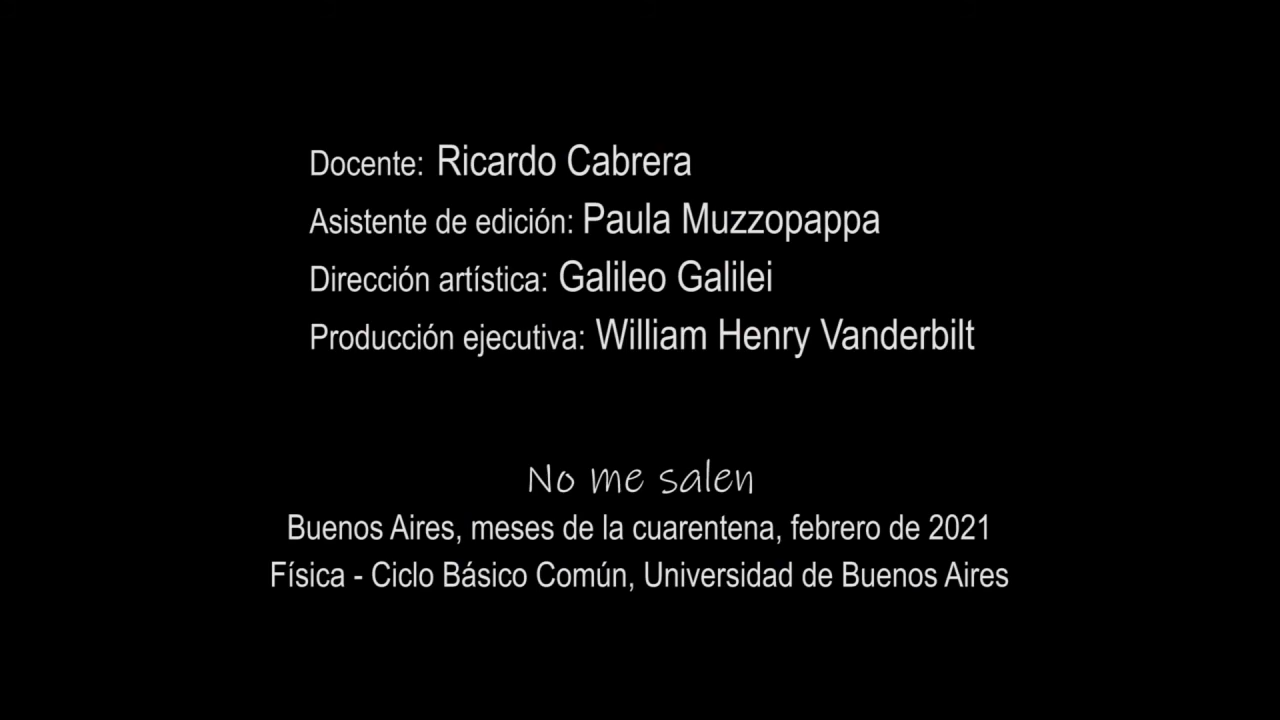 Docente: Ricardo Cabrera
Asistente de edición: Paula Muzzopappa
Dirección artística: Galileo Galilei
Producción ejecutiva: William Henry Vanderbilt
No me salen
Buenos Aires, meses de la cuarentena, febrero de 2021
Física - Ciclo Básico Común, Universidad de Buenos Aires